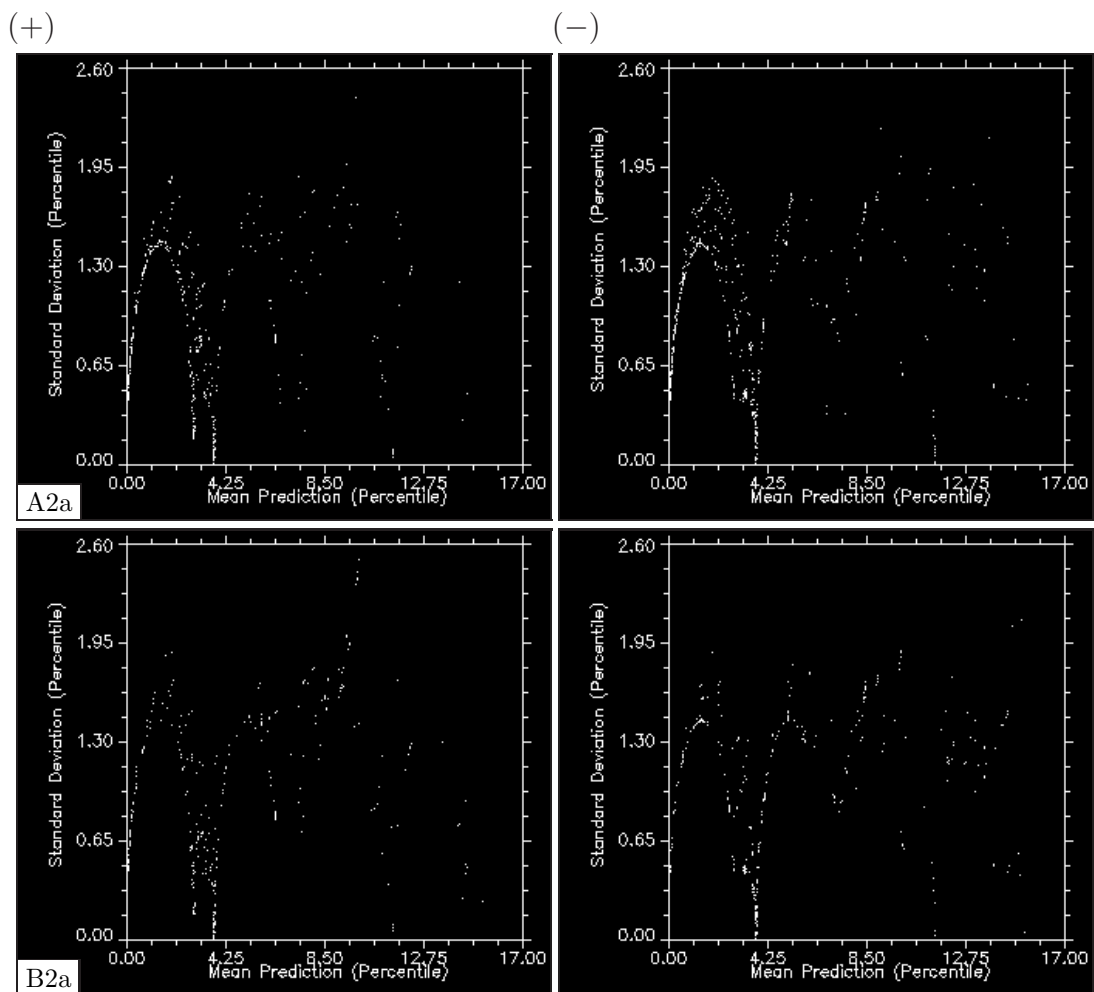 (+) (−)
2.60
1.95
1.30
0.65
0.00
Standard Deviation (Percentile)
0.00 4.25 8.50 12.75 17.00
Mean Prediction (Percentile)
A2a
2.60
1.95
1.30
0.65
0.00
Standard Deviation (Percentile)
0.00 4.25 8.50 12.75 17.00
Mean Prediction (Percentile)
2.60
1.95
1.30
0.65
0.00
Standard Deviation (Percentile)
0.00 4.25 8.50 12.75 17.00
Mean Prediction (Percentile)
B2a
2.60
1.95
1.30
0.65
0.00
Standard Deviation (Percentile)
0.00 4.25 8.50 12.75 17.00
Mean Prediction (Percentile)